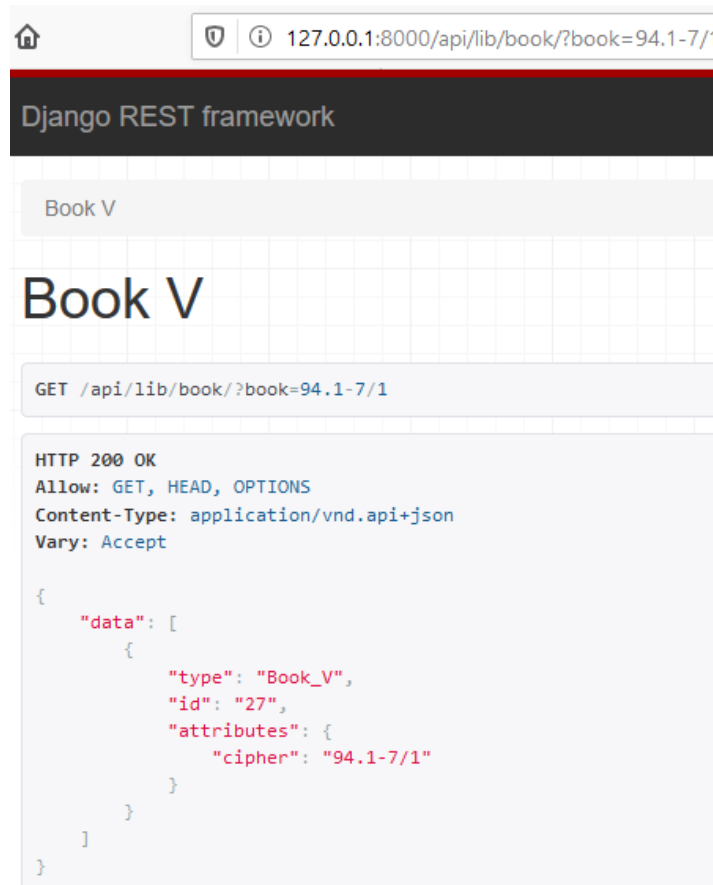 127.0.0.1:8000/api/lib/book/?book=94.1-7/1
Django REST framework
Book V
Book V
GET /api/lib/book/?book=94.1-7/1
HTTP 200 OK
Allow: GET, HEAD, OPTIONS
Content-Type: application/vnd.api+json
Vary: Accept
{
    "data": [
        {
            "type": "Book_V",
            "id": "27",
            "attributes": {
                "cipher": "94.1-7/1"
            }
        }
    ]
}